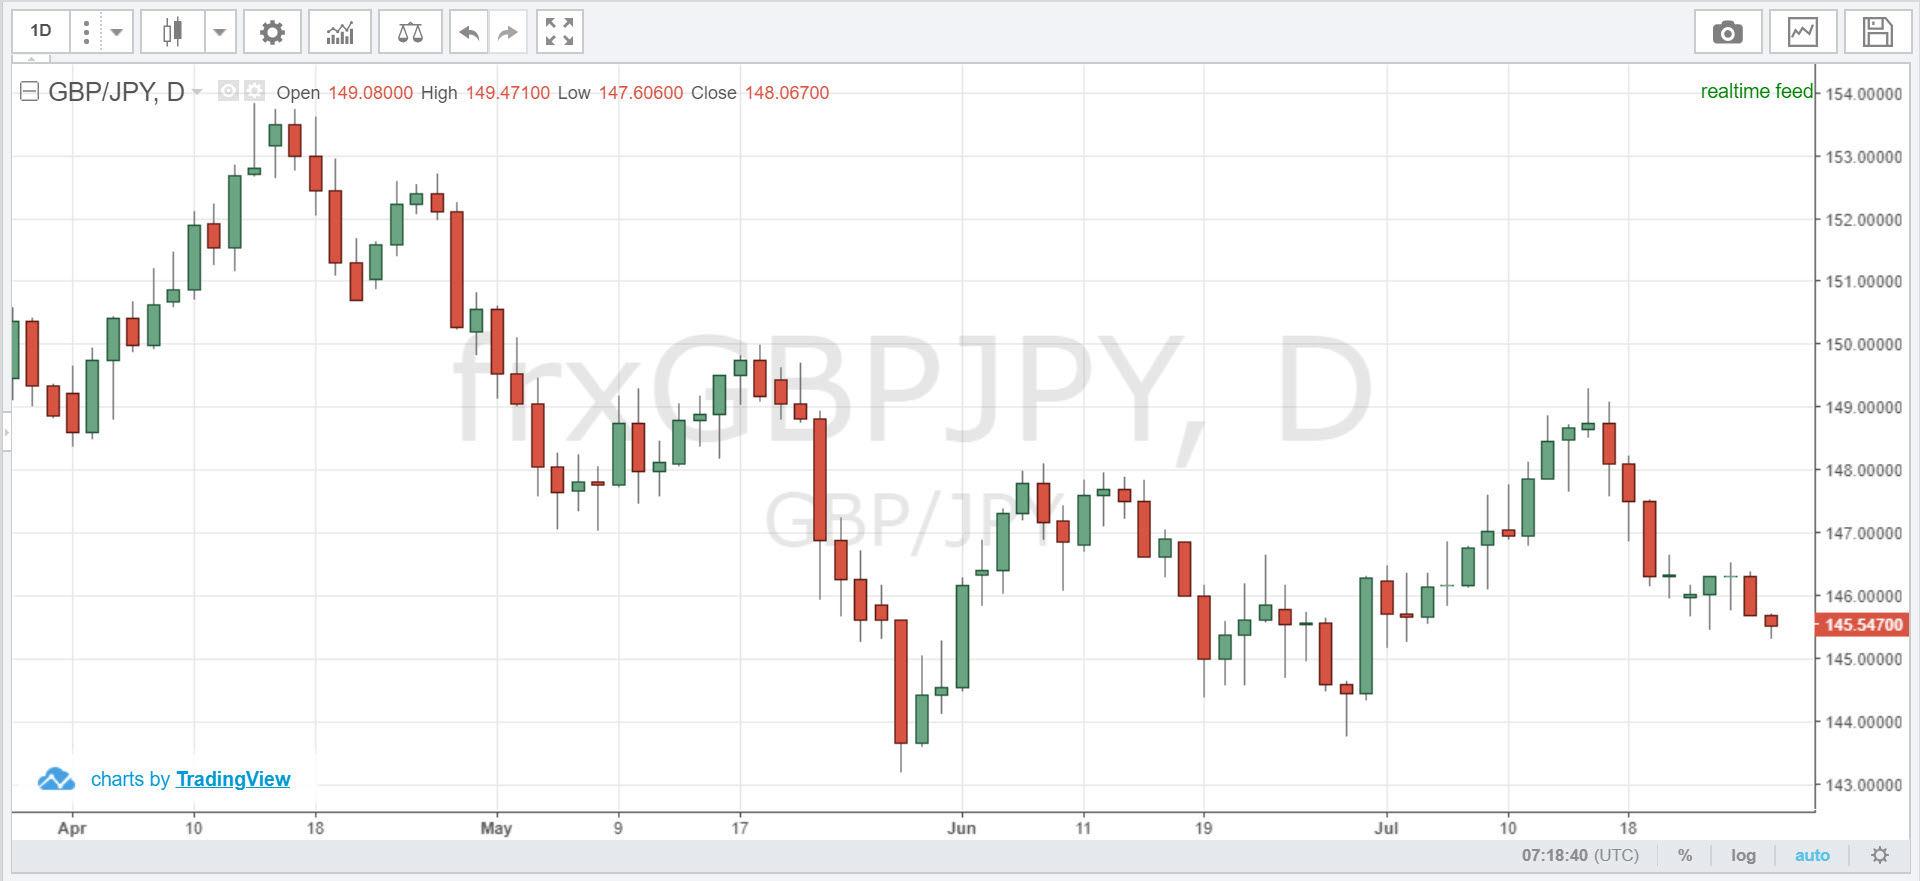 1D
GBP/JPY, D Open 149.08000 High 149.47100 Low 147.60600 Close 148.06700
realtime feed
154.00000
153.00000
152.00000
151.00000
150.00000
149.00000
148.00000
147.00000
146.00000
145.54700
145.00000
144.00000
143.00000
frxGBPJPY, D
GBP/JPY
charts by TradingView
Apr 10 18 May 9 17 Jun 11 19 Jul 10 18
07:18:40 (UTC) % log auto